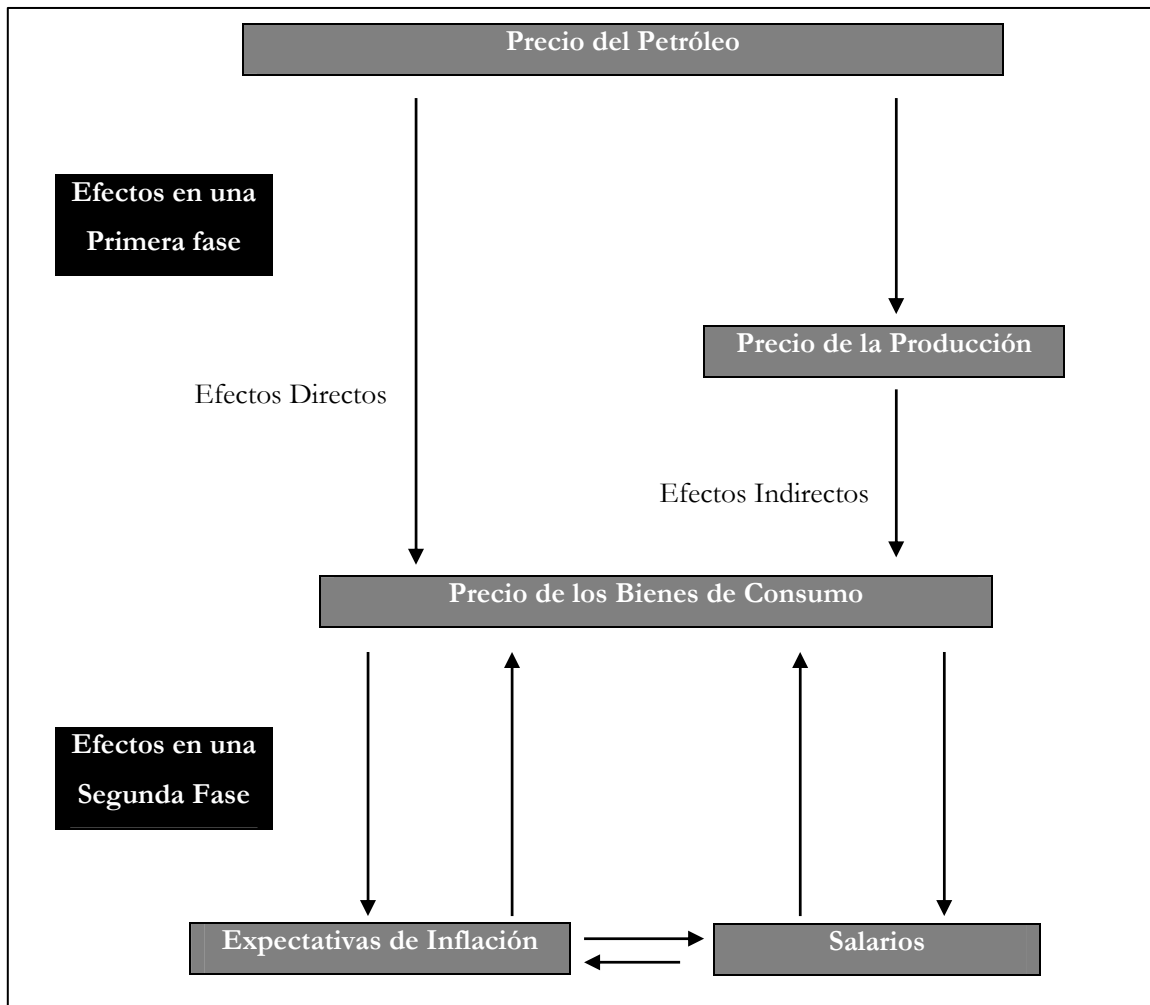 Precio del Petróleo
Efectos en una
Primera fase
Precio de la Producción
Efectos Directos
Efectos Indirectos
Precio de los Bienes de Consumo
Efectos en una
Segunda Fase
Expectativas de Inflación
Salarios